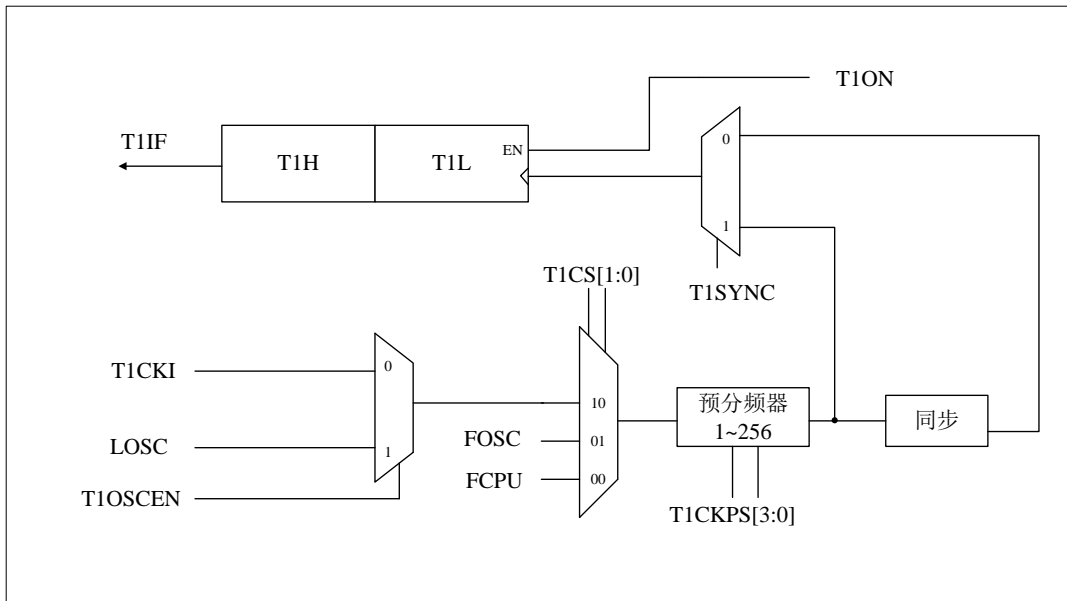 T1ON
T1IF
T1H
T1L
EN
0
1
T1SYNC
T1CS[1:0]
T1CKI
0
LOSC
1
T1OSCEN
10
FOSC
01
FCPU
00
预分频器
1~256
同步
T1CKPS[3:0]